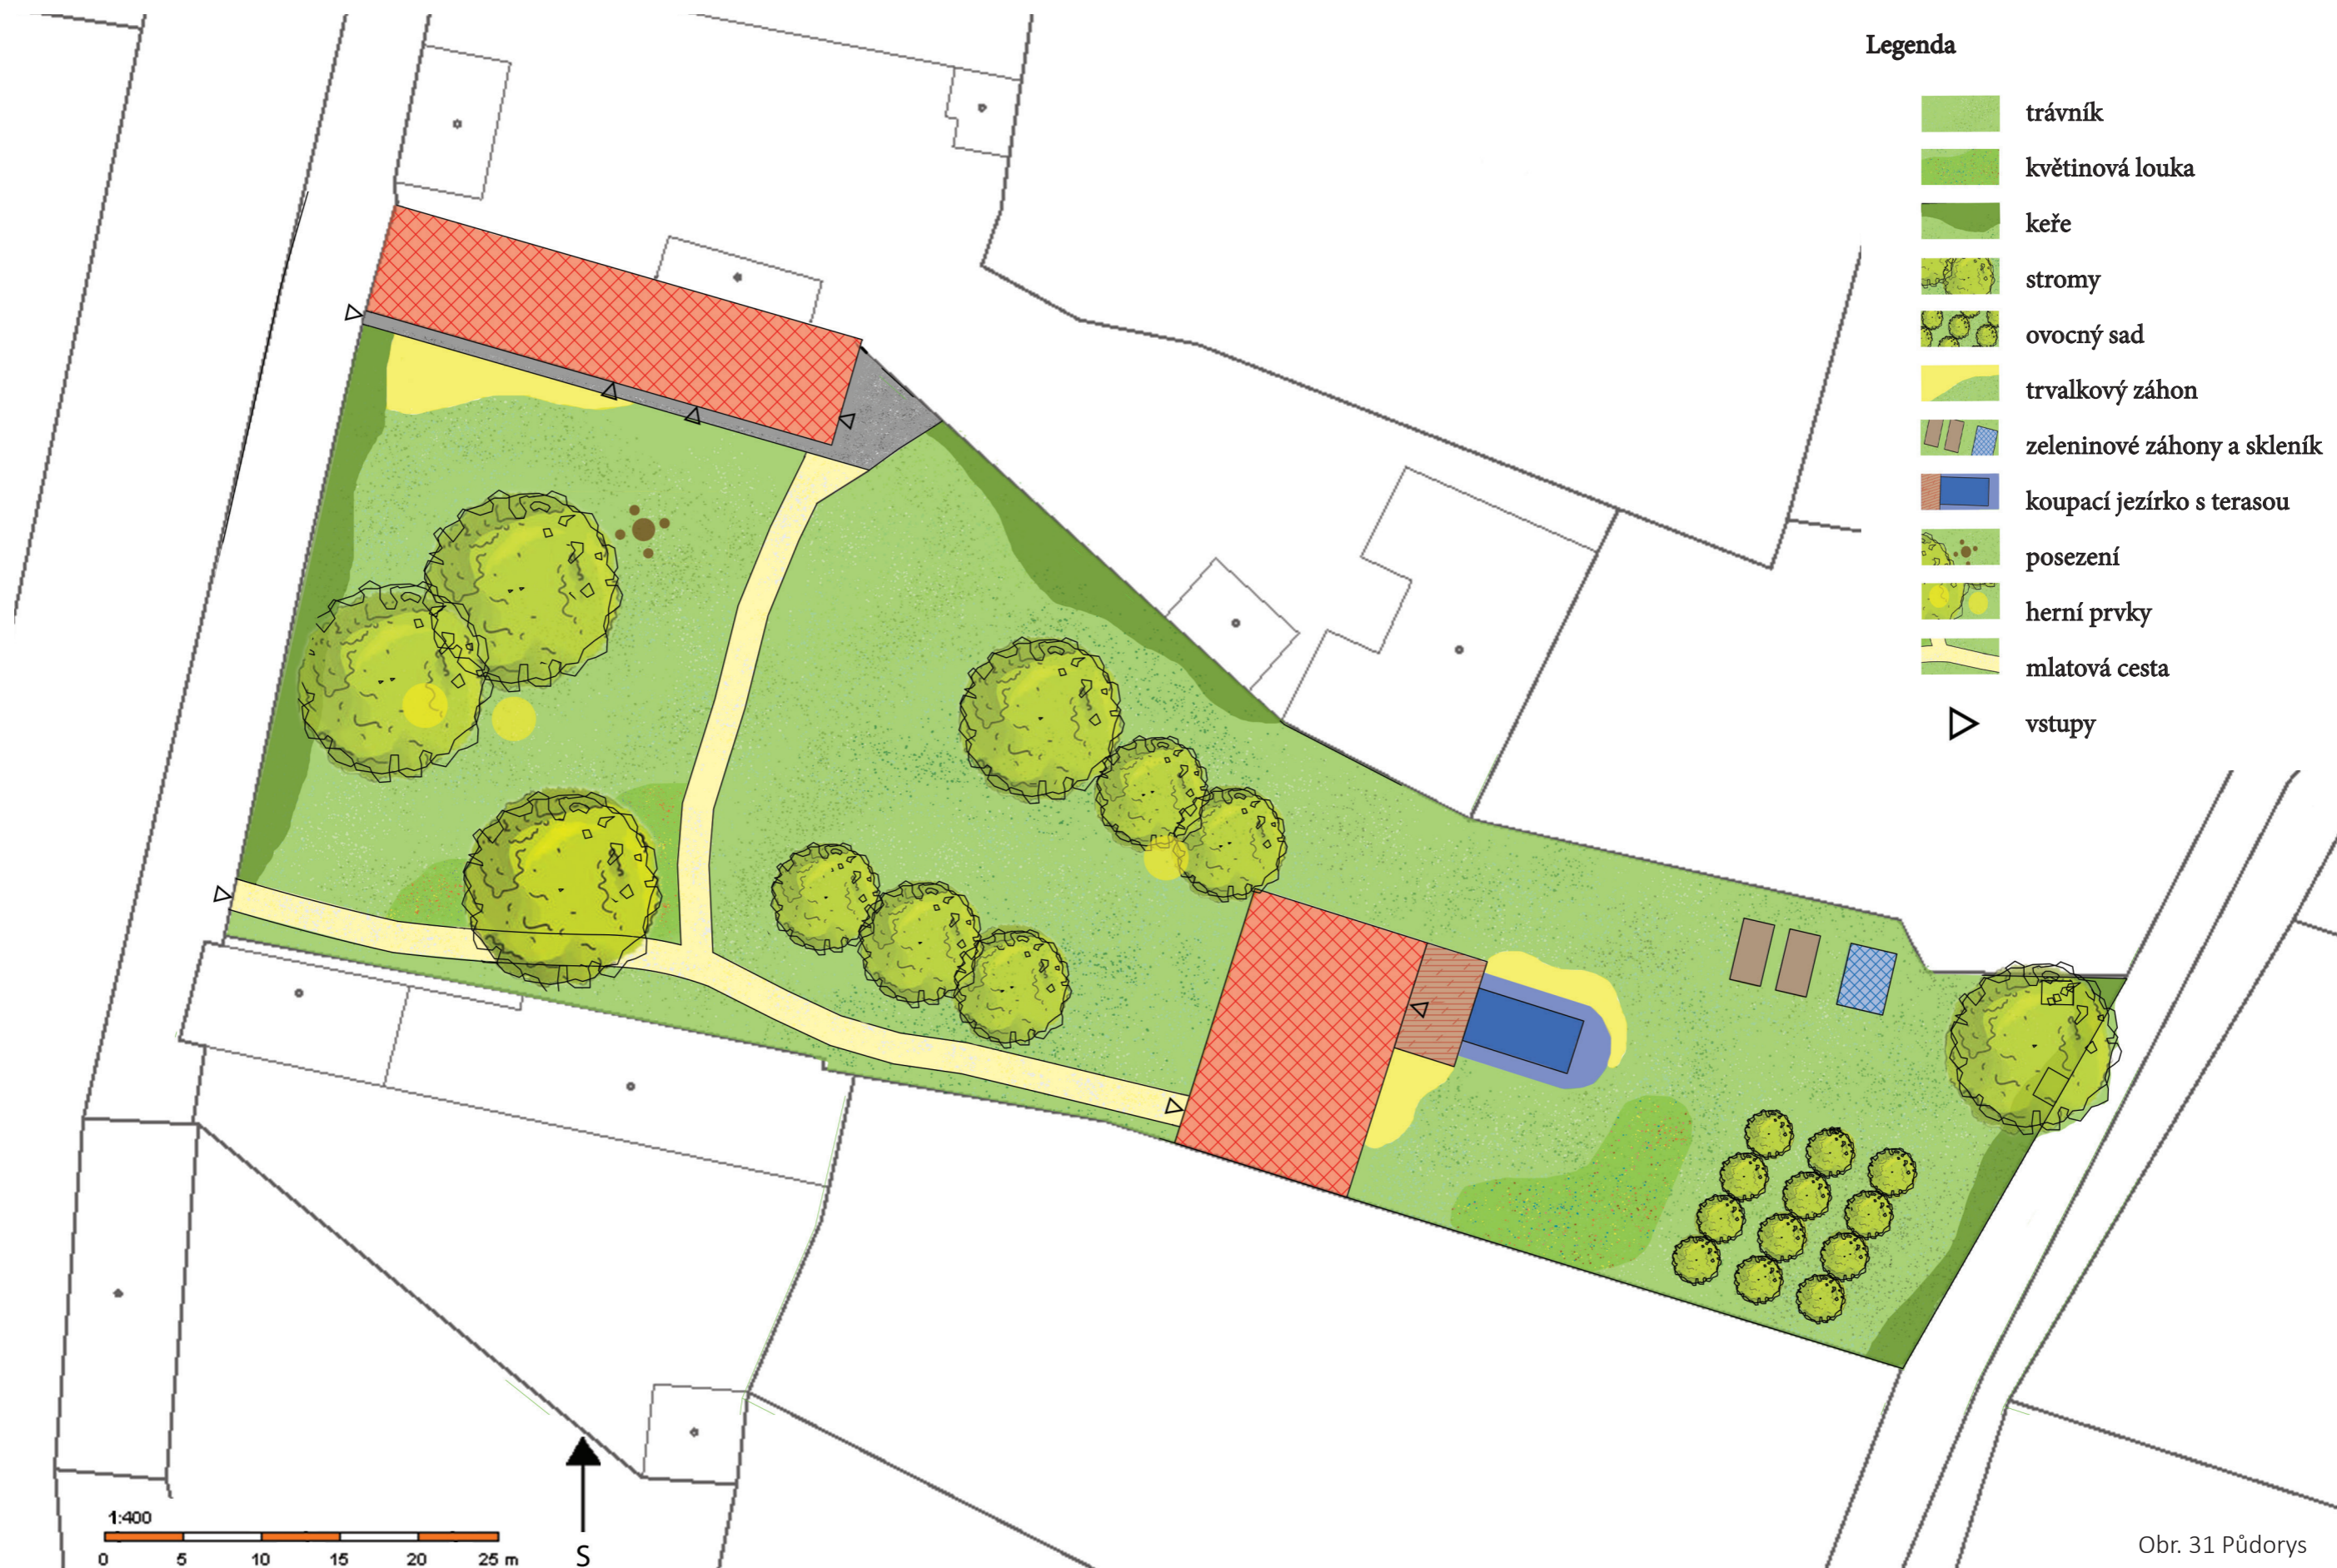 Legenda
trávník
květinová louka
keře
stromy
ovocný sad
trvalkový záhon
zeleninové záhony a skleník
koupací jezírko s terasou
posezení
herní prvky
mlatová cesta
vstupy
1:400
0 5 10 15 20 25 m
S
Obr. 31 Půdorys